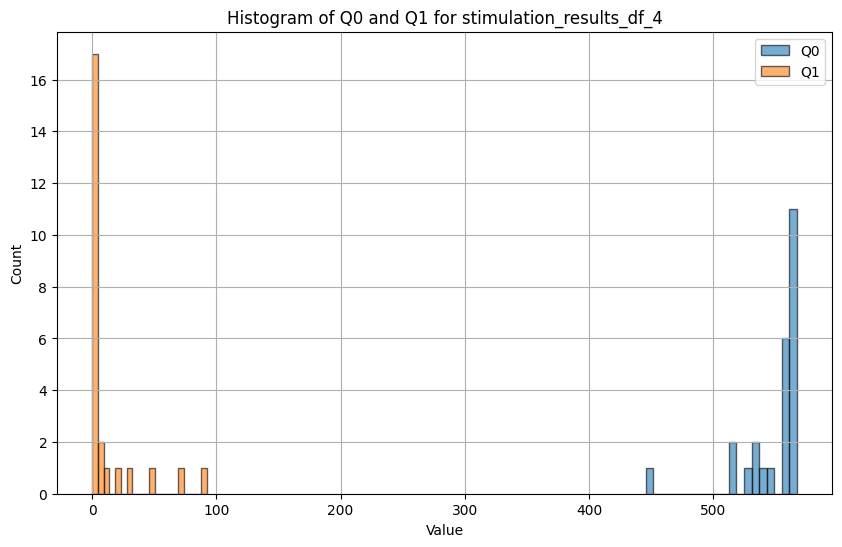 Histogram of Q0 and Q1 for stimulation_results_df_4
Q0
Q1
16
14
12
10
8
6
4
2
0
Count
0 100 200 300 400 500
Value